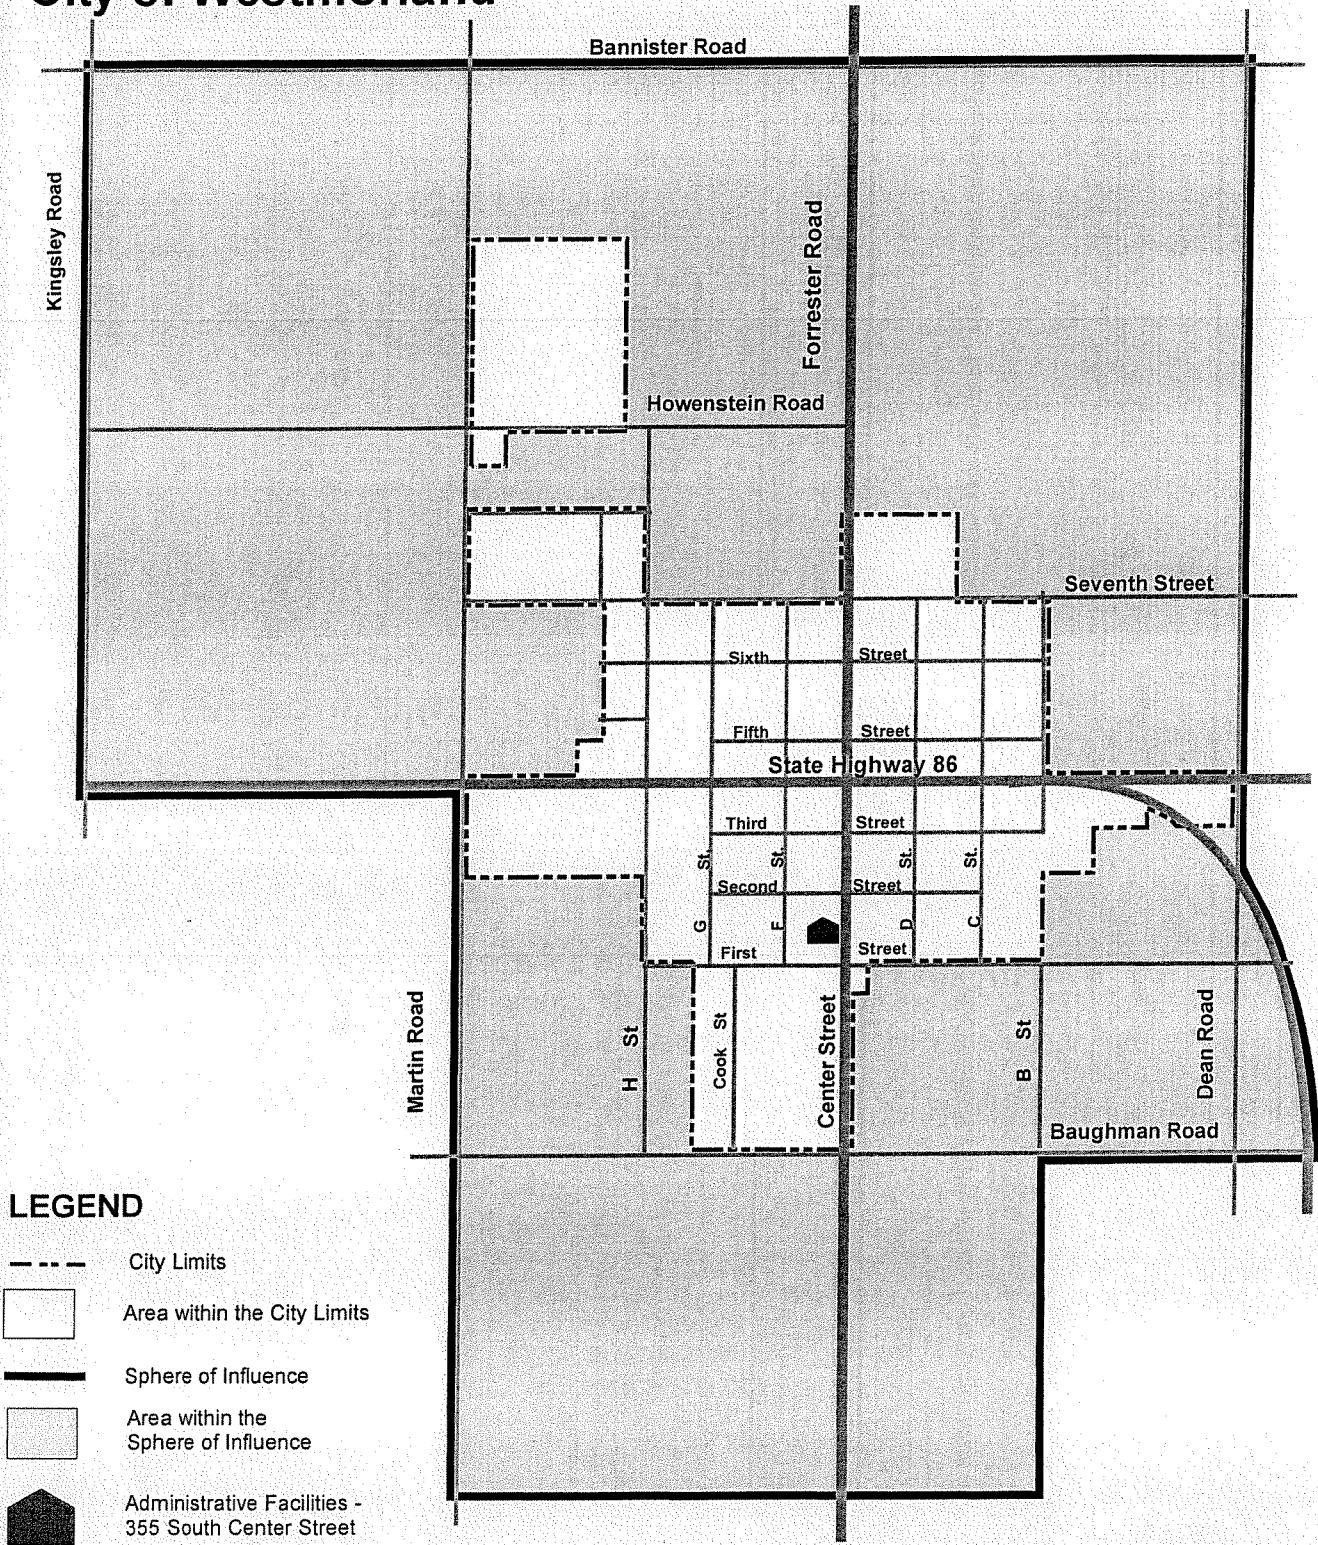 City of Westmorland
Bannister Road
Kingsley Road
Forrester Road
Howenstein Road
Seventh Street
Sixth Street
Fifth Street
State Highway 86
Third Street
G St.
F St.
D St.
C St.
Second Street
First Street
Martin Road
H St
Cook St
Center Street
B St
Dean Road
Baughman Road
LEGEND
City Limits
Area within the City Limits
Sphere of Influence
Area within the
Sphere of Influence
Administrative Facilities -
355 South Center Street